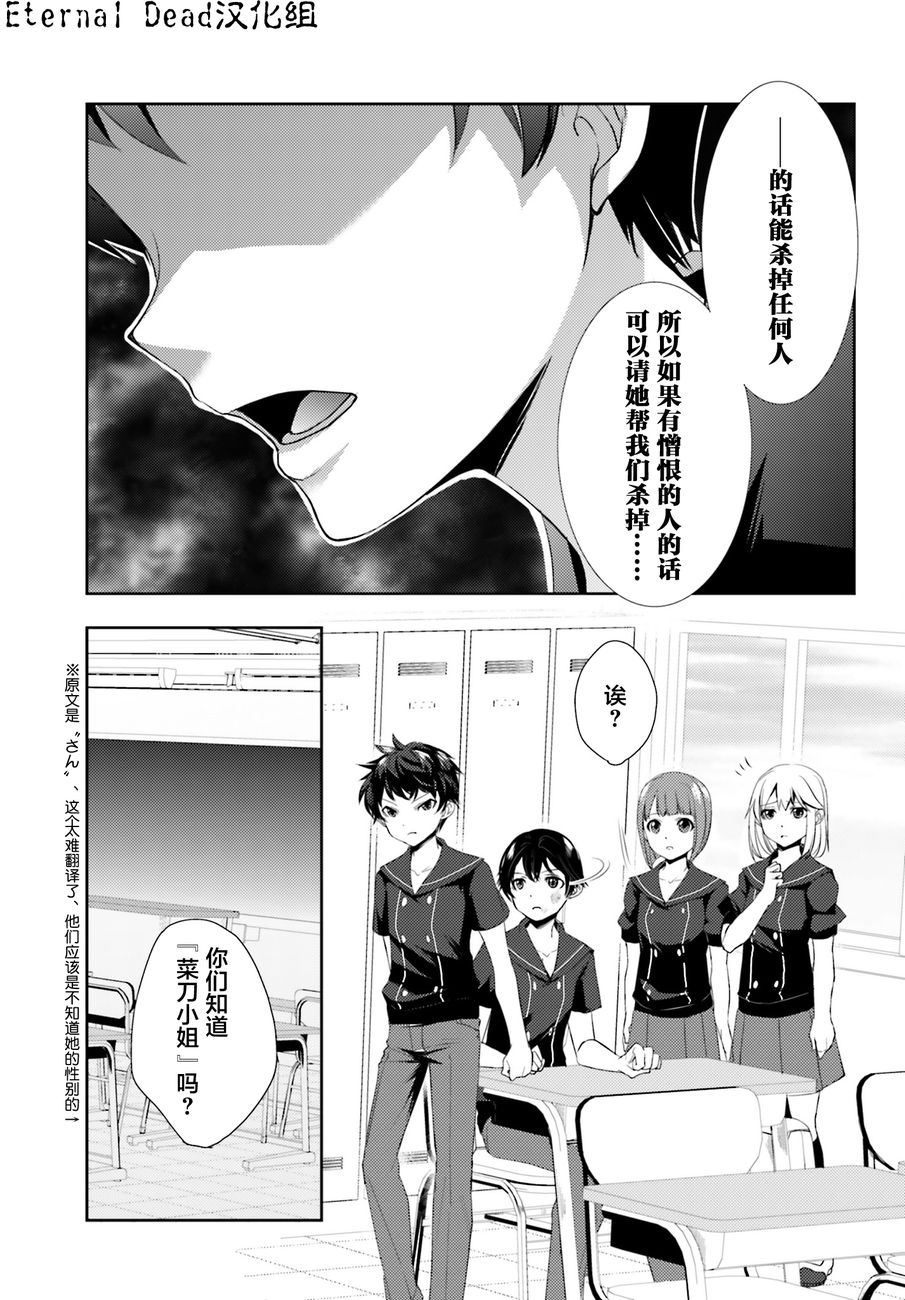 Eternal Dead汉化组
——的话能杀掉任何人
所以如果有憎恨的人的话
可以请她帮我们杀掉……
诶？
你们知道
『菜刀小姐』吗？
※原文是〝さん〟、这个太难翻译了、他们应该是不知道她的性别的→